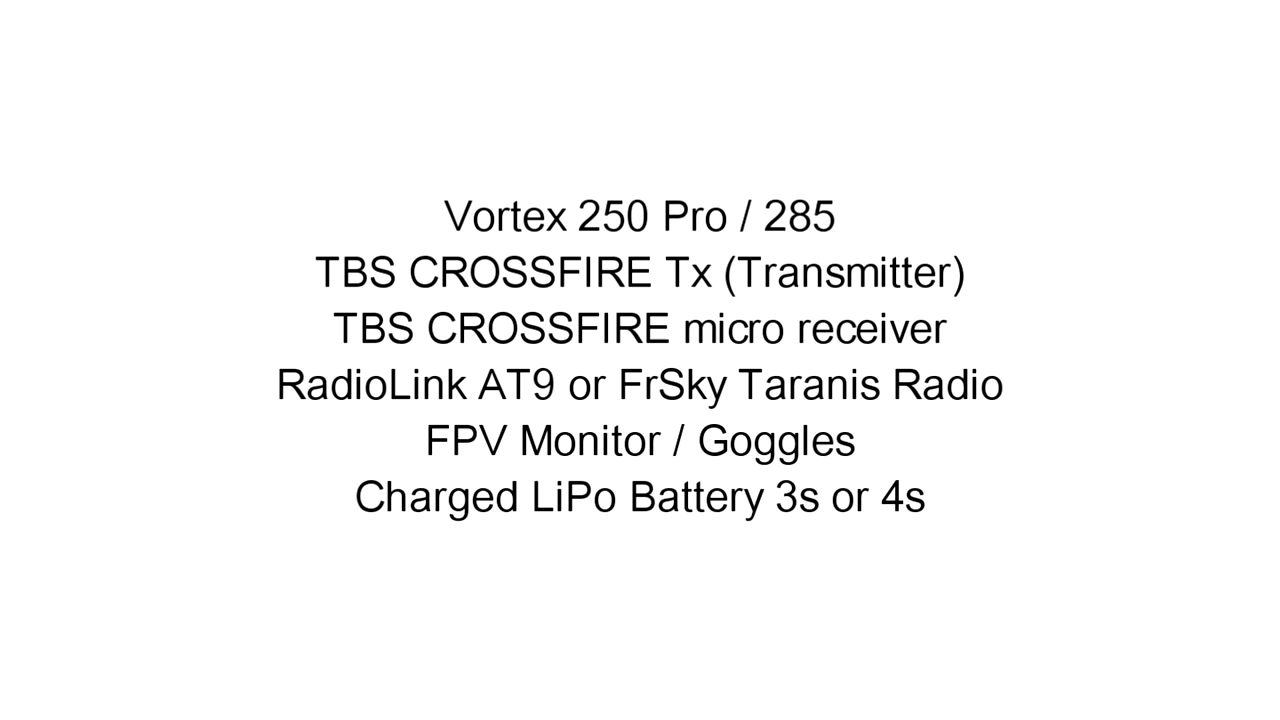 Vortex 250 Pro / 285
TBS CROSSFIRE Tx (Transmitter)
TBS CROSSFIRE micro receiver
RadioLink AT9 or FrSky Taranis Radio
FPV Monitor / Goggles
Charged LiPo Battery 3s or 4s